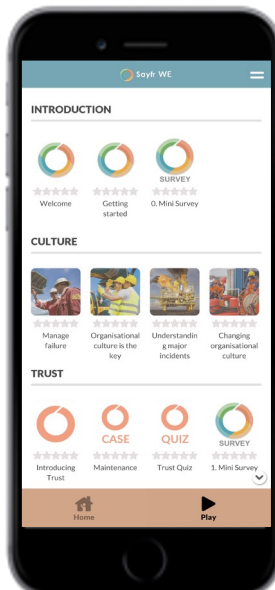 Sayfr WE
INTRODUCTION
SURVEY
Welcome
Getting
started
0. Mini Survey
CULTURE
Manage
failure
Organisational
culture is the
key
Understandin
g major
incidents
Changing
organisational
culture
TRUST
CASE
QUIZ
SURVEY
Introducing
Trust
Maintenance
Trust Quiz
1. Mini Survey
Home
Play